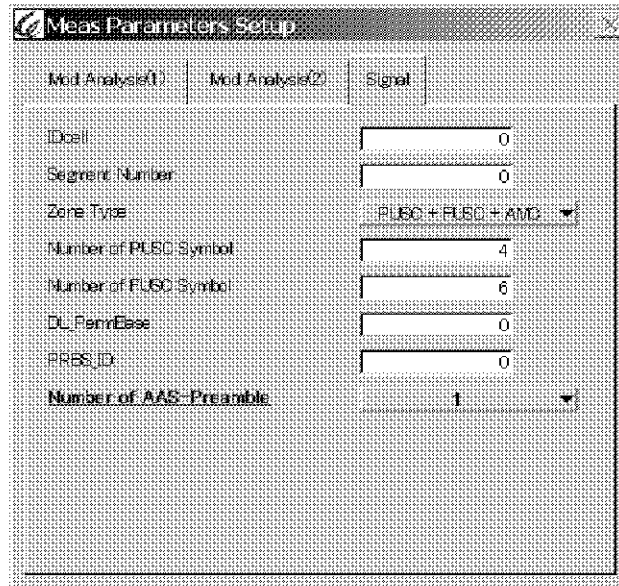 Meas Parameters Setup
Mod Analysis(1) Mod Analysis(2) Signal
IDcell 0
Segment Number 0
Zone Type PUSC + FUSC + AMC
Number of PUSC Symbol 4
Number of FUSC Symbol 6
DL_PermBase 0
PRBS_ID 0
Number of AAS-Preamble 1